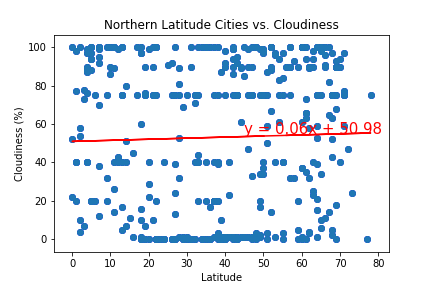 Northern Latitude Cities vs. Cloudiness
100
80
60
40
20
0
Cloudiness (%)
y = 0.06x + 50.98
0 10 20 30 40 50 60 70 80
Latitude